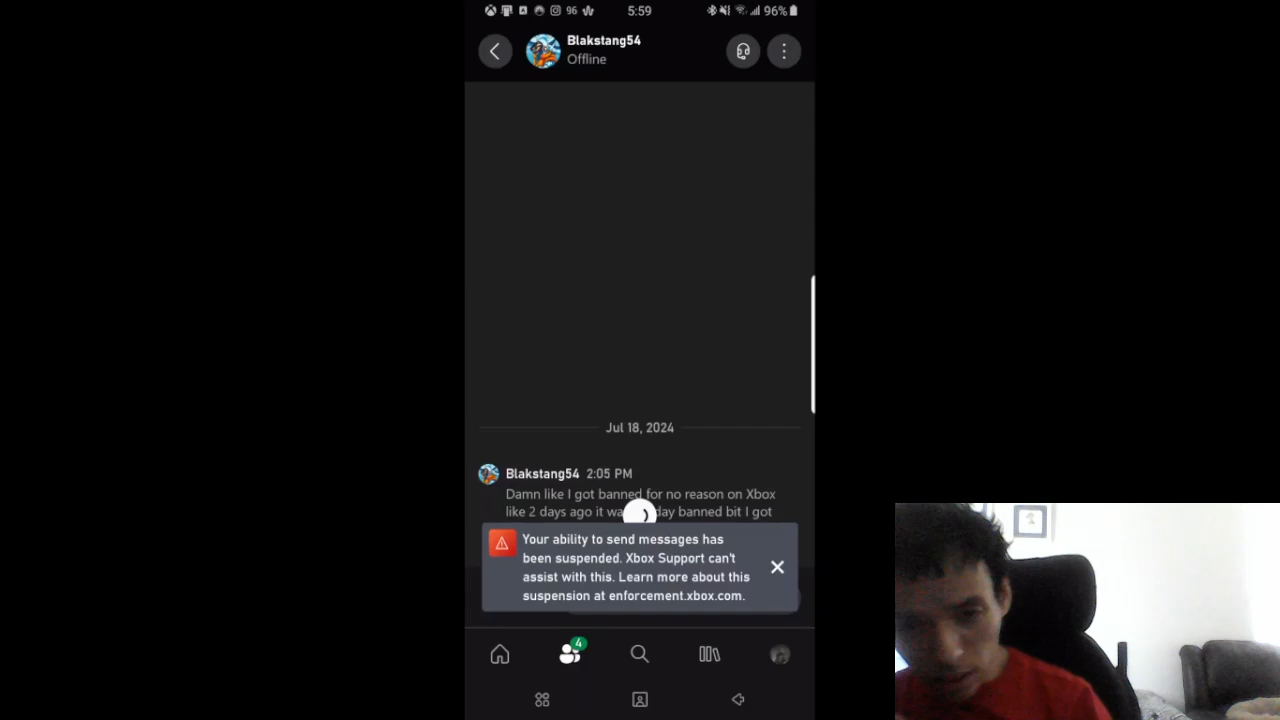 96 5:59 96%
Blakstang54
Offline
Jul 18, 2024
Blakstang54 2:05 PM
Damn like I got banned for no reason on Xbox
like 2 days ago it day banned bit I got
Your ability to send messages has
been suspended. Xbox Support can't
assist with this. Learn more about this
suspension at enforcement.xbox.com.
4